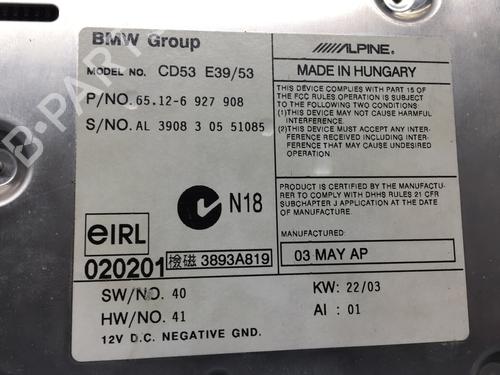 BMW Group
MODEL NO. CD53 E39/53
P/NO. 65.12-6 927 908
S/NO. AL 3908 3 05 51085
N18
eIRL
020201 檢磁 3893A819
SW/NO. 40
HW/NO. 41
12V D.C. NEGATIVE GND.
ALPINE
MADE IN HUNGARY
THIS DEVICE COMPLIES WITH PART 15 OF
THE FCC RULES OPERATION IS SUBJECT
TO THE FOLLOWING TWO CONDITIONS
(1)THIS DEVICE MAY NOT CAUSE HARMFUL
INTERFERENCE.
(2)THIS DEVICE MUST ACCEPT ANY INTER-
FERENCE RECEIVED, INCLUDING INTER-
FERENCE THAT MAY CAUSE UNDESIRED
OPERATION.
PRODUCT IS CERTIFIED BY THE MANUFACTU-
RER TO COMPLY WITH DHHS RULES 21 CFR
SUBCHAPTER J APPLICATION AT THE DATE OF
MANUFACTURE.
MANUFACTURED:
03 MAY AP
KW: 22/03
AI : 01
B-PARTS